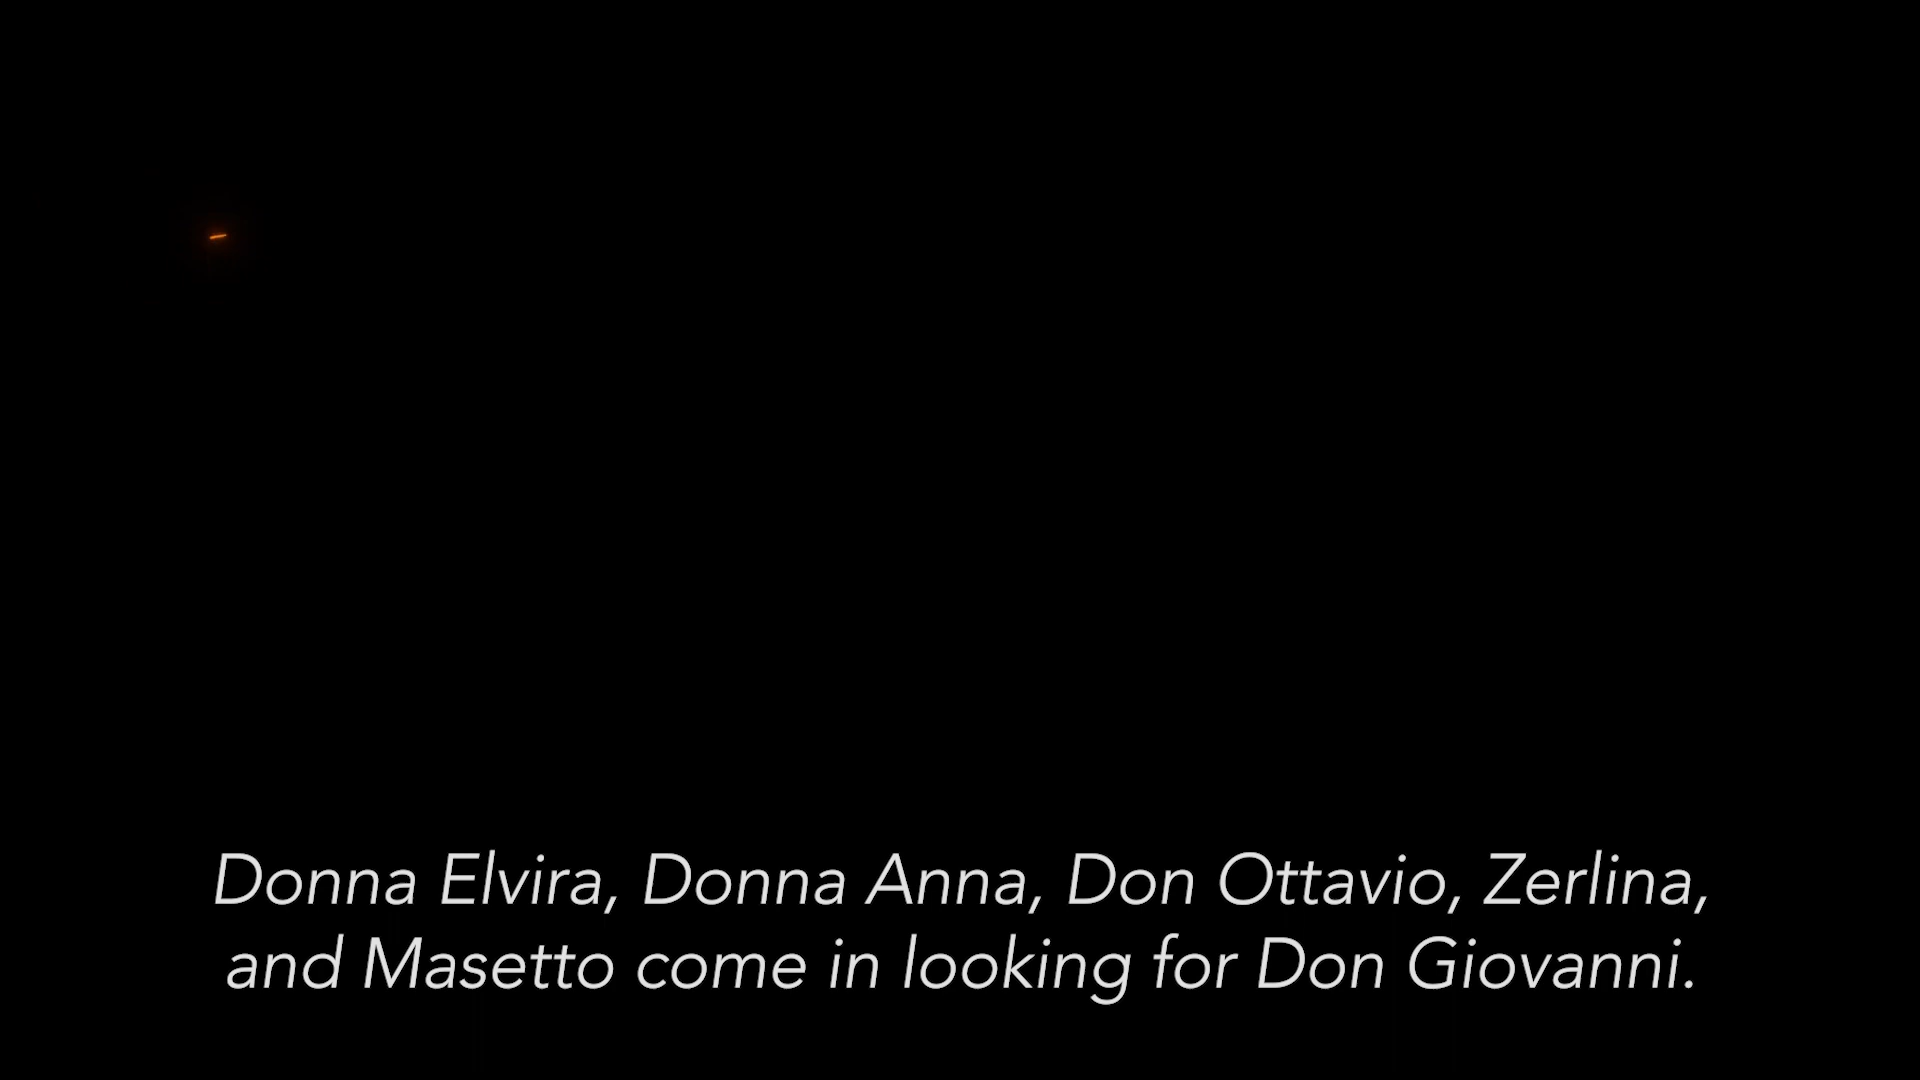 Donna Elvira, Donna Anna, Don Ottavio, Zerlina,
and Masetto come in looking for Don Giovanni.